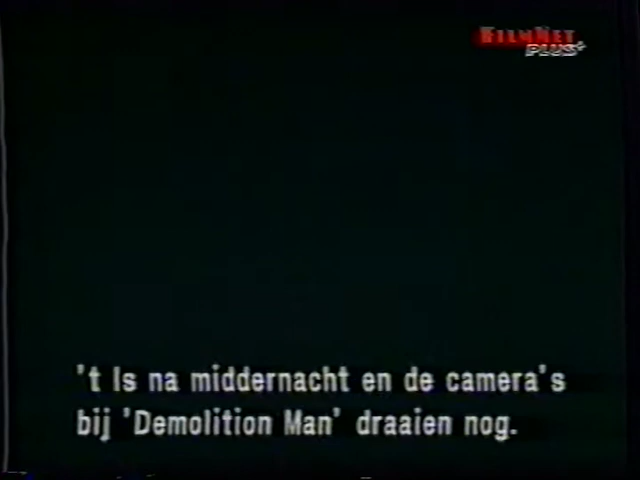 FILMNET
PLUS+
't Is na middernacht en de camera's
bij 'Demolition Man' draaien nog.